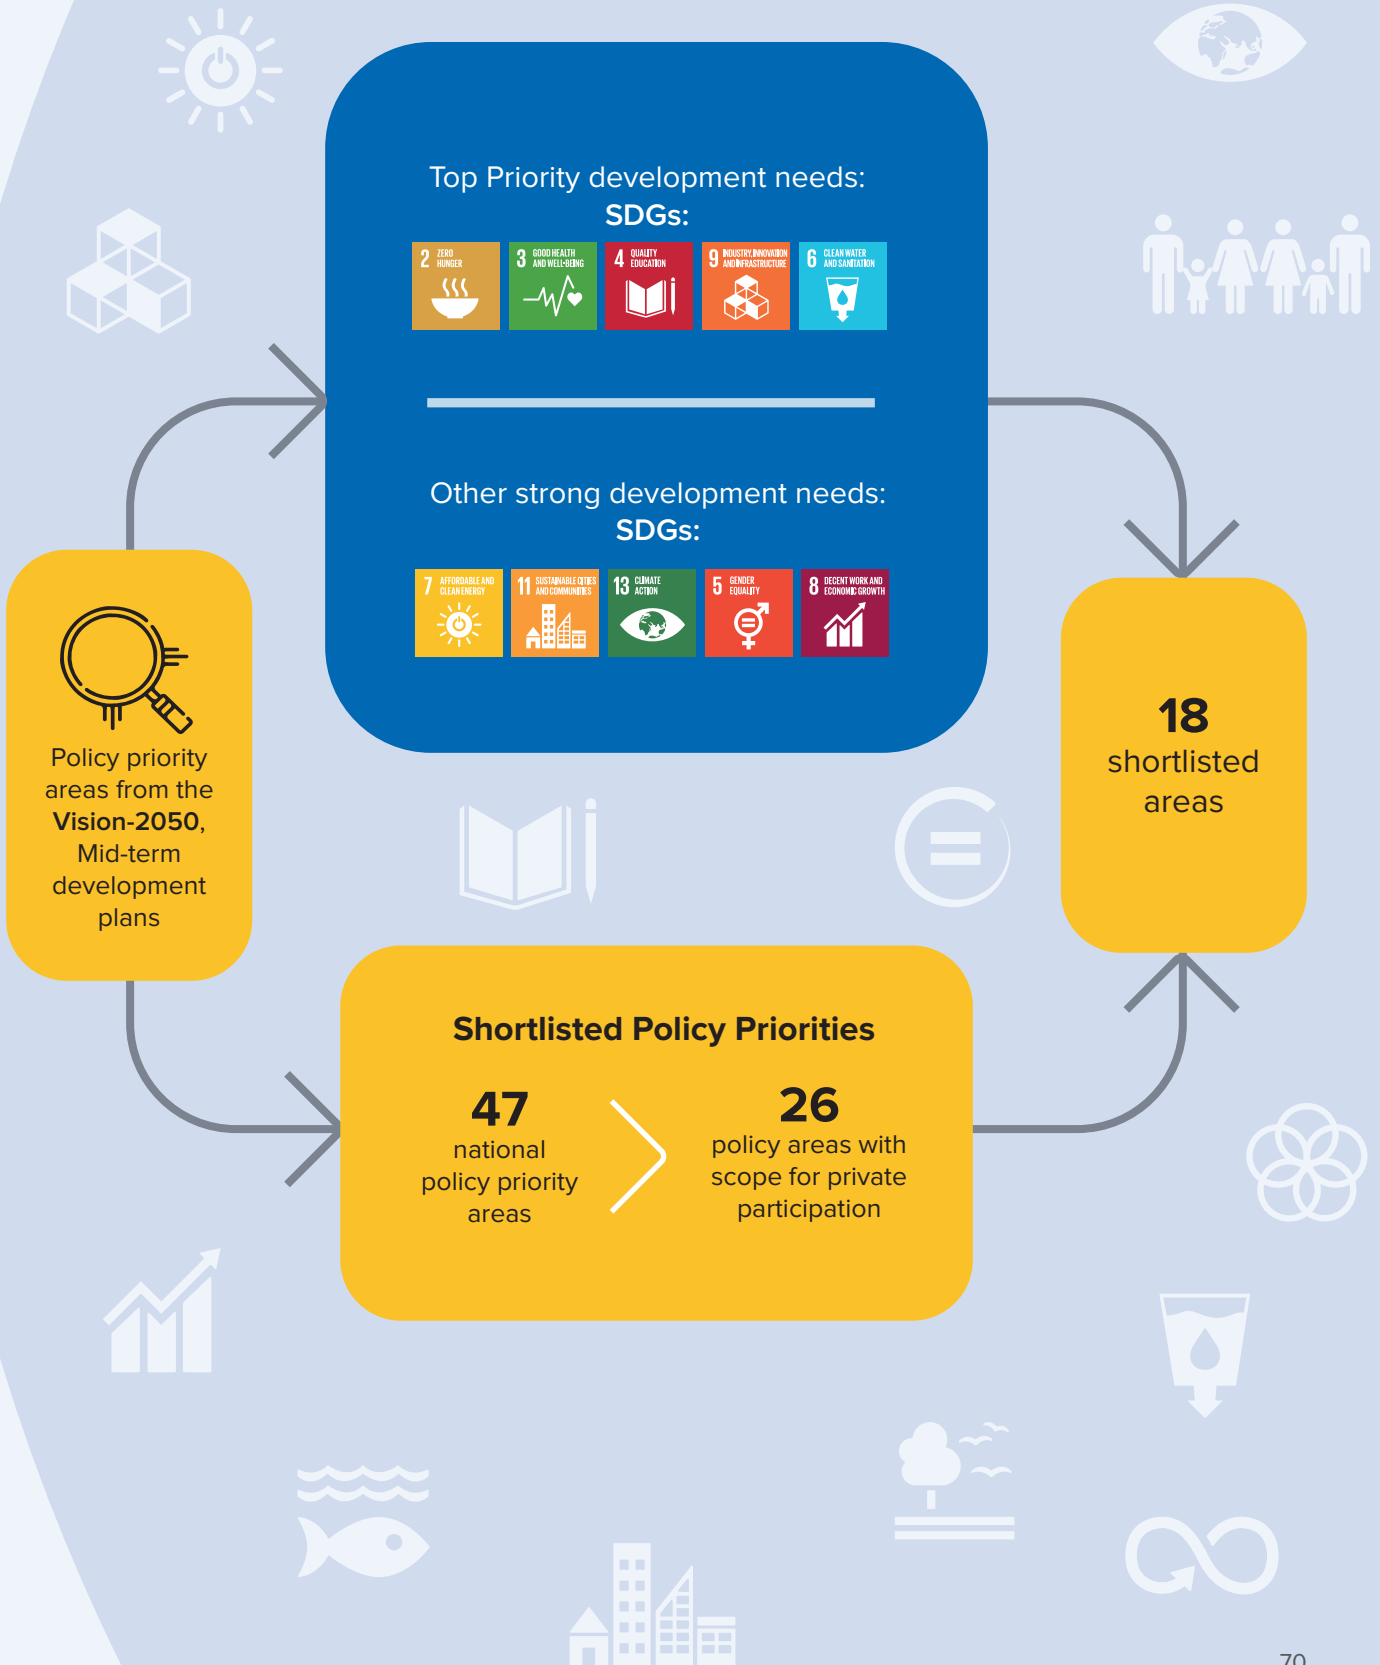 Top Priority development needs:
SDGs:
2 ZERO
HUNGER
3 GOOD HEALTH
AND WELL-BEING
4 QUALITY
EDUCATION
9 INDUSTRY, INNOVATION
AND INFRASTRUCTURE
6 CLEAN WATER
AND SANITATION
Other strong development needs:
SDGs:
7 AFFORDABLE AND
CLEAN ENERGY
11 SUSTAINABLE CITIES
AND COMMUNITIES
13 CLIMATE
ACTION
5 GENDER
EQUALITY
8 DECENT WORK AND
ECONOMIC GROWTH
Policy priority
areas from the
Vision-2050,
Mid-term
development
plans
18
shortlisted
areas
Shortlisted Policy Priorities
47
national
policy priority
areas
26
policy areas with
scope for private
participation
70